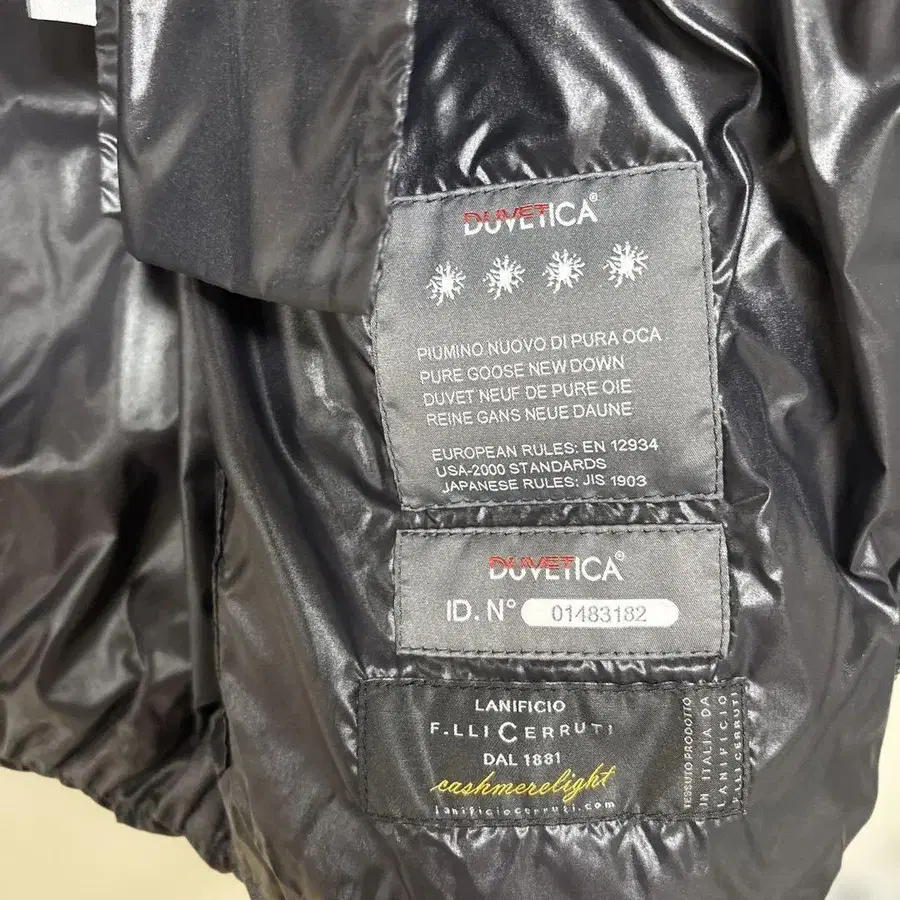 DUVETICA®
PIUMINO NUOVO DI PURA OCA
PURE GOOSE NEW DOWN
DUVET NEUF DE PURE OIE
REINE GANS NEUE DAUNE
EUROPEAN RULES: EN 12934
USA-2000 STANDARDS
JAPANESE RULES: JIS 1903
DUVETICA®
ID. N° 01483182
LANIFICIO
F.LLI CERRUTI
DAL 1881
cashmerelight
lanificiocerruti.com
TESSUTO PRODOTTO
IN ITALIA DA
LANIFICIO
F.LLI CERRUTI